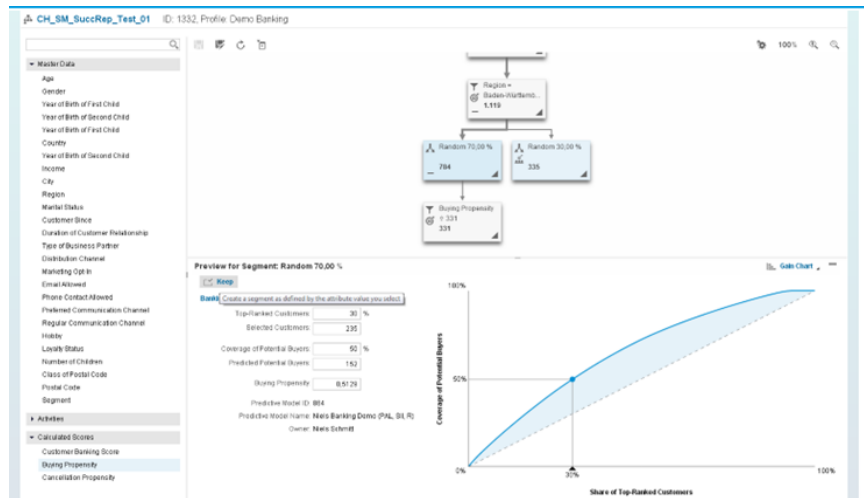 CH_SM_SuccRep_Test_01 ID: 1332, Profile: Demo Banking
100%
Master Data
Age
Gender
Year of Birth of First Child
Year of Birth of Second Child
Year of Birth of First Child
Country
Year of Birth of Second Child
Income
City
Region
Marital Status
Customer Since
Duration of Customer Relationship
Type of Business Partner
Distribution Channel
Marketing Opt-In
Email Allowed
Phone Contact Allowed
Preferred Communication Channel
Regular Communication Channel
Hobby
Loyalty Status
Number of Children
Class of Postal Code
Postal Code
Segment
Activities
Calculated Scores
Customer Banking Score
Buying Propensity
Cancellation Propensity
Region =
Baden-Württemb...
1.119
Random 70,00 %
784
Random 30,00 %
335
Buying Propensity
331
331
Preview for Segment: Random 70,00 %
Gain Chart
Keep
Banki
Create a segment as defined by the attribute value you select
Top-Ranked Customers: 30 %
Selected Customers: 235
Coverage of Potential Buyers: 50 %
Predicted Potential Buyers: 152
Buying Propensity: 0,5129
Predictive Model ID: 864
Predictive Model Name: Niels Banking Demo (PAL, SII, R)
Owner: Niels Schmitt
100%
50%
0%
30%
100%
Coverage of Potential Buyers
Share of Top-Ranked Customers